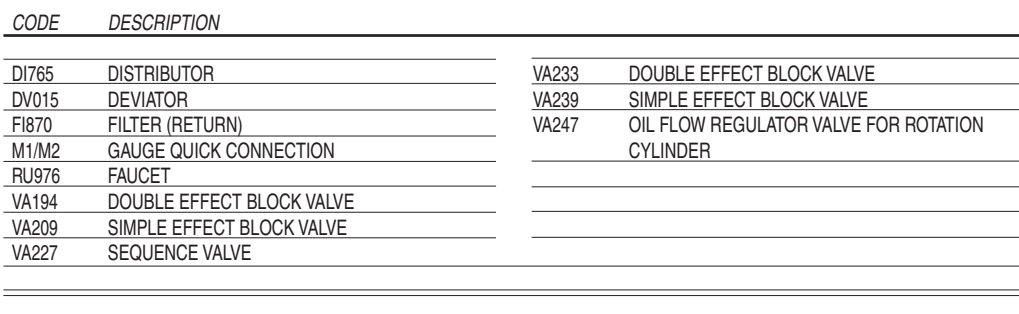 CODE DESCRIPTION
DI765 DISTRIBUTOR
DV015 DEVIATOR
FI870 FILTER (RETURN)
M1/M2 GAUGE QUICK CONNECTION
RU976 FAUCET
VA194 DOUBLE EFFECT BLOCK VALVE
VA209 SIMPLE EFFECT BLOCK VALVE
VA227 SEQUENCE VALVE
VA233 DOUBLE EFFECT BLOCK VALVE
VA239 SIMPLE EFFECT BLOCK VALVE
VA247 OIL FLOW REGULATOR VALVE FOR ROTATION
CYLINDER